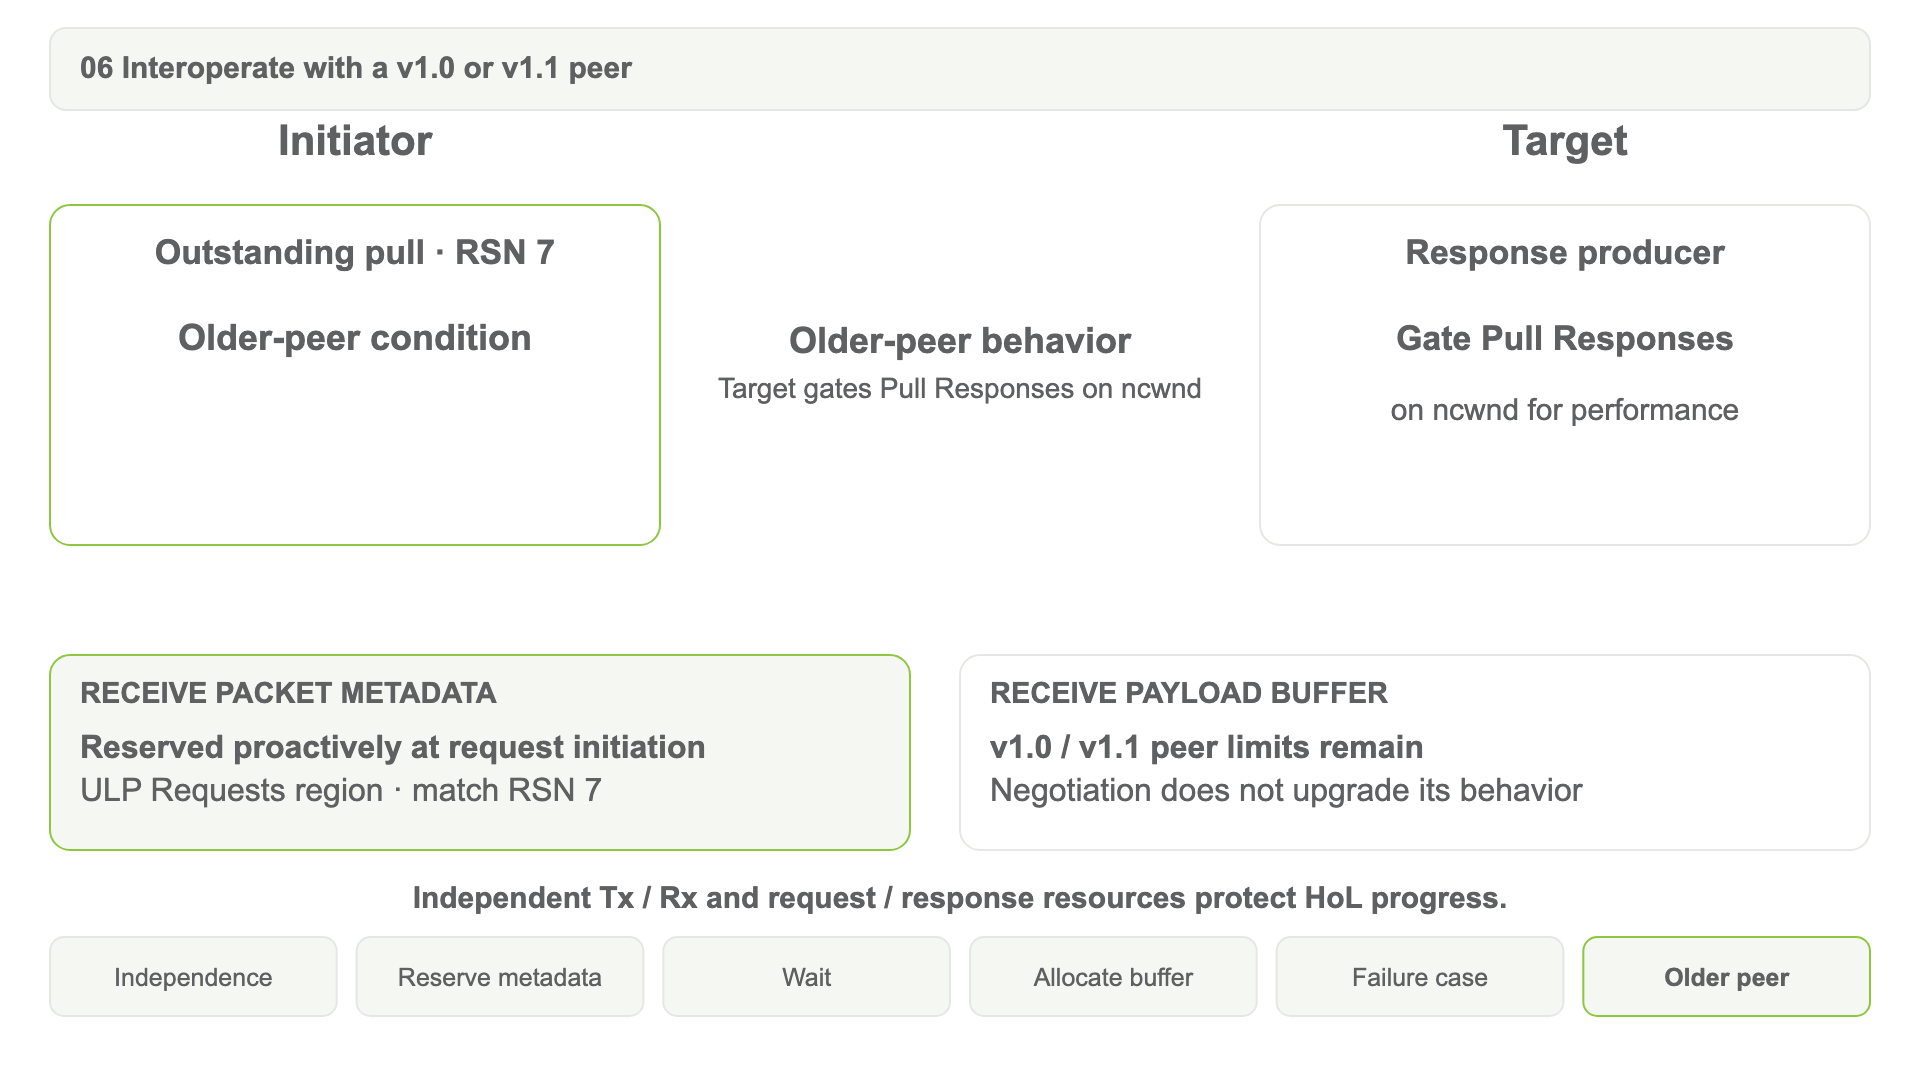 06 Interoperate with a v1.0 or v1.1 peer
Initiator
Target
Outstanding pull · RSN 7
Older-peer condition
Older-peer behavior
Target gates Pull Responses on ncwnd
Response producer
Gate Pull Responses
on ncwnd for performance
RECEIVE PACKET METADATA
Reserved proactively at request initiation
ULP Requests region · match RSN 7
RECEIVE PAYLOAD BUFFER
v1.0 / v1.1 peer limits remain
Negotiation does not upgrade its behavior
Independent Tx / Rx and request / response resources protect HoL progress.
Independence
Reserve metadata
Wait
Allocate buffer
Failure case
Older peer